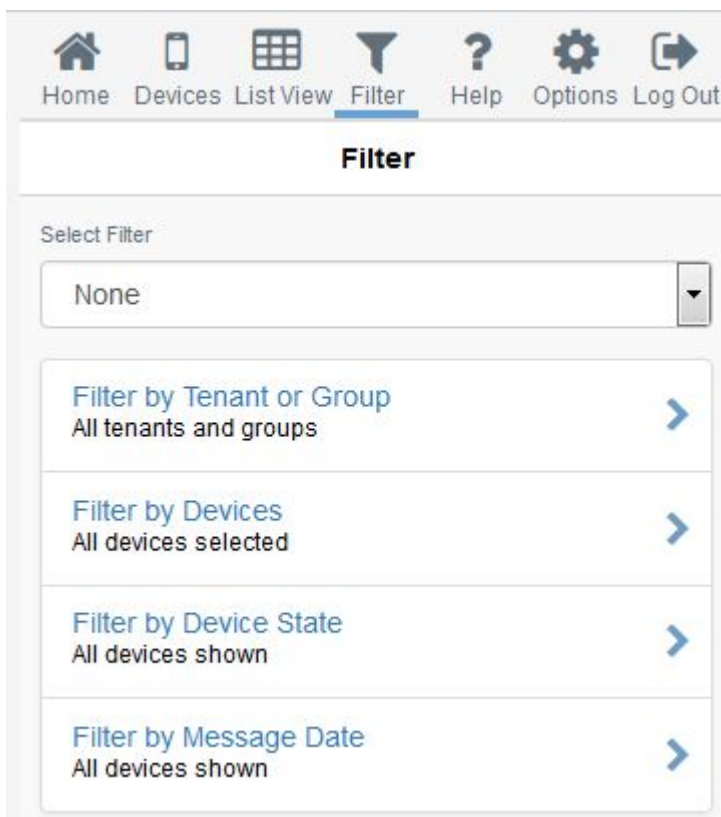 Home Devices List View Filter Help Options Log Out
Filter
Select Filter
None
Filter by Tenant or Group
All tenants and groups
Filter by Devices
All devices selected
Filter by Device State
All devices shown
Filter by Message Date
All devices shown